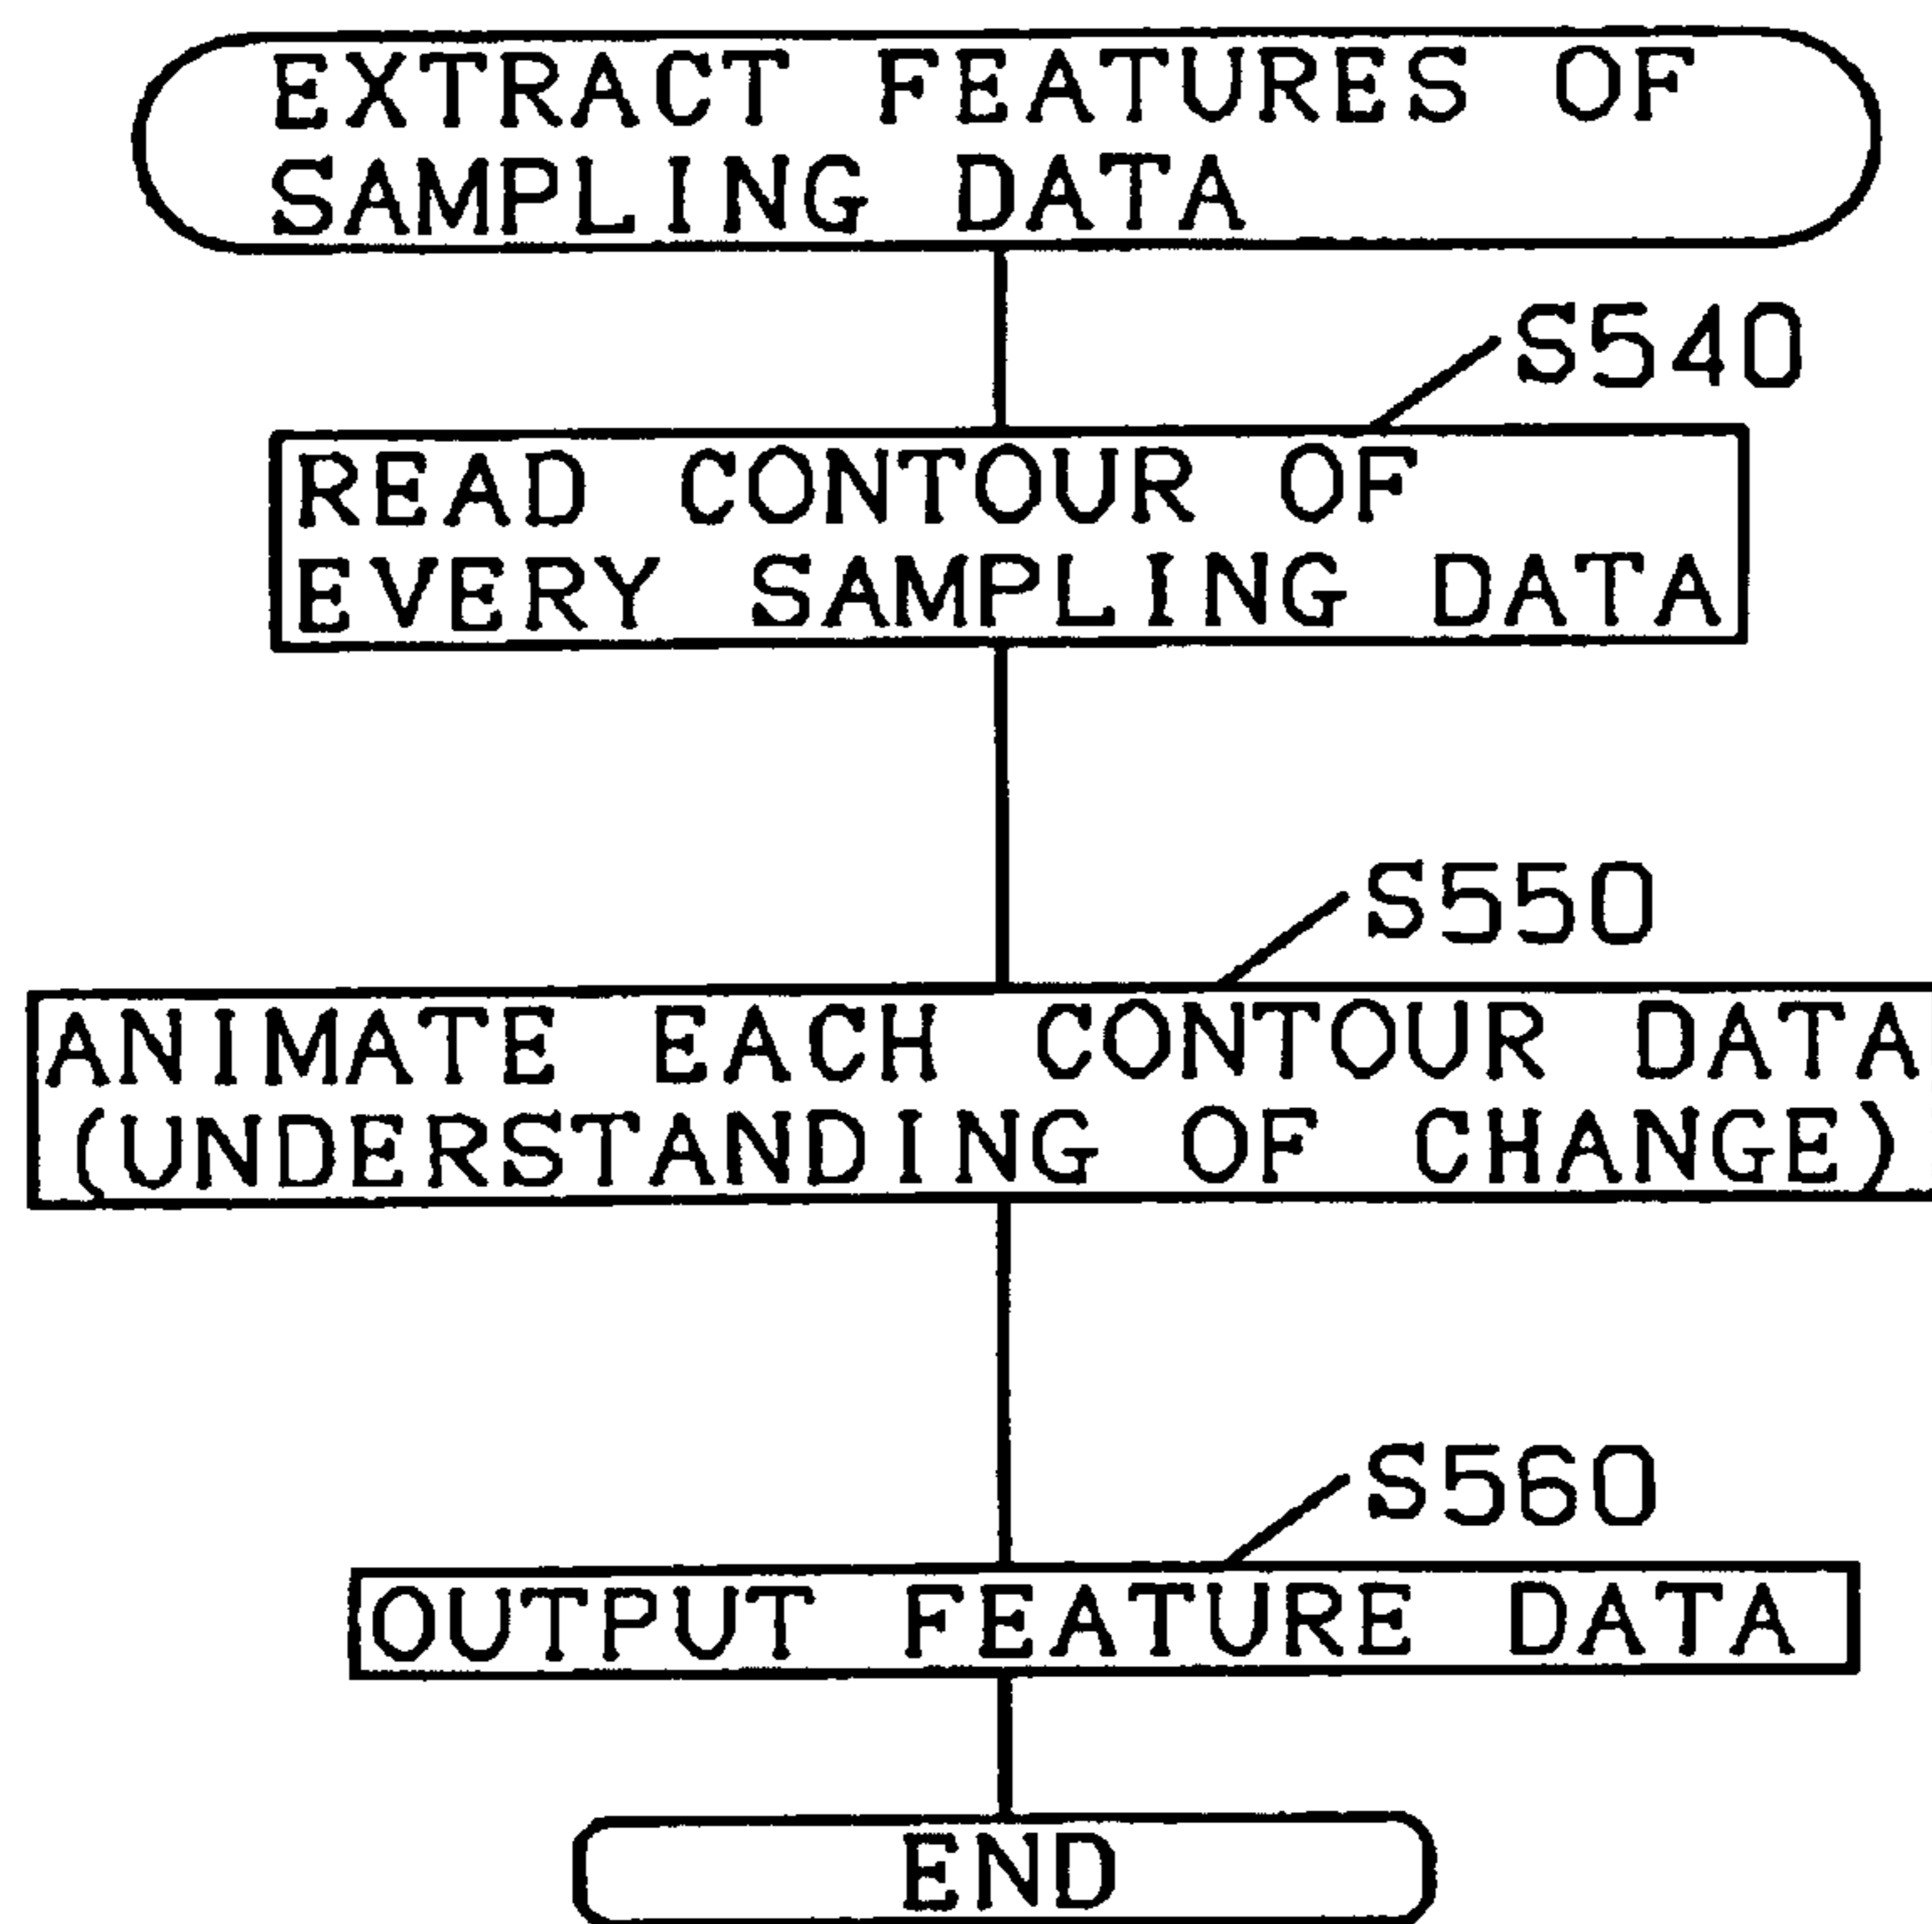 EXTRACT FEATURES OF
SAMPLING DATA
S540
READ CONTOUR OF
EVERY SAMPLING DATA
S550
ANIMATE EACH CONTOUR DATA
(UNDERSTANDING OF CHANGE)
S560
OUTPUT FEATURE DATA
END